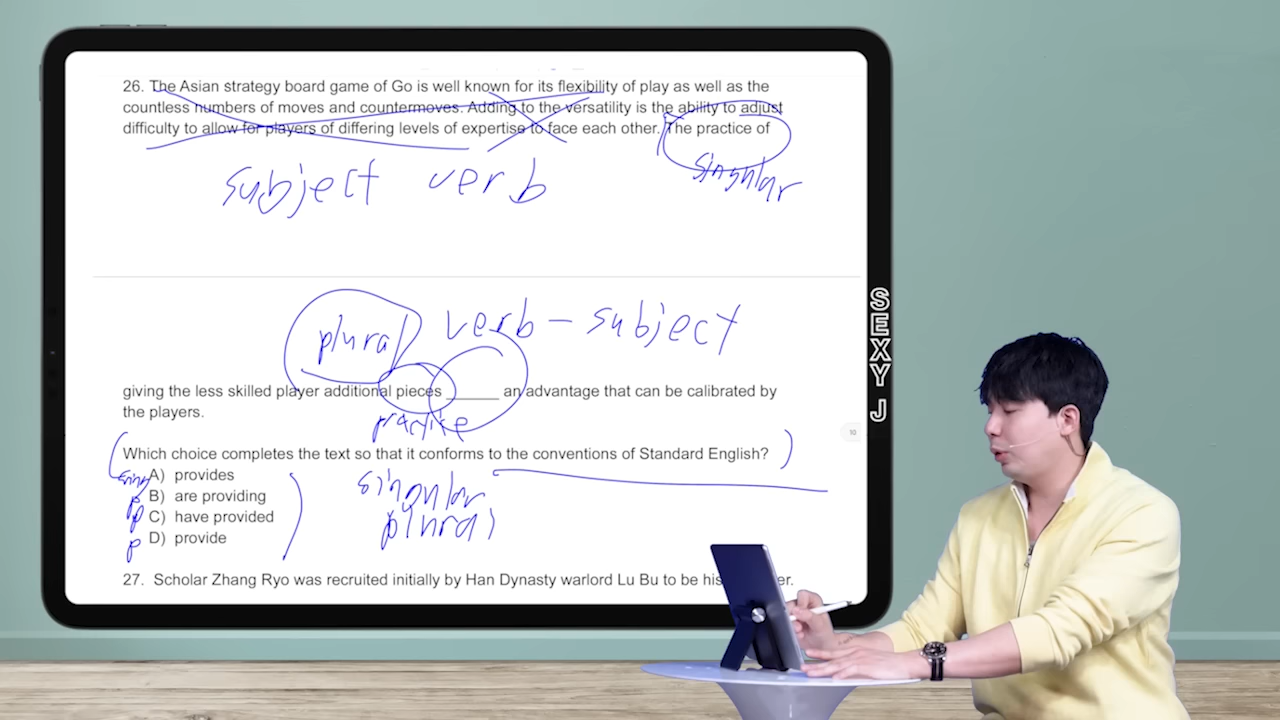 26. The Asian strategy board game of Go is well known for its flexibility of play as well as the
countless numbers of moves and countermoves. Adding to the versatility is the ability to adjust
difficulty to allow for players of differing levels of expertise to face each other. The practice of
singular
subject verb
plural verb - subject
giving the less skilled player additional pieces ______ an advantage that can be calibrated by
the players.
practice
10
Which choice completes the text so that it conforms to the conventions of Standard English?
sing A) provides
p B) are providing
p C) have provided
p D) provide
singular
plural
27. Scholar Zhang Ryo was recruited initially by Han Dynasty warlord Lu Bu to be his
SEXY J